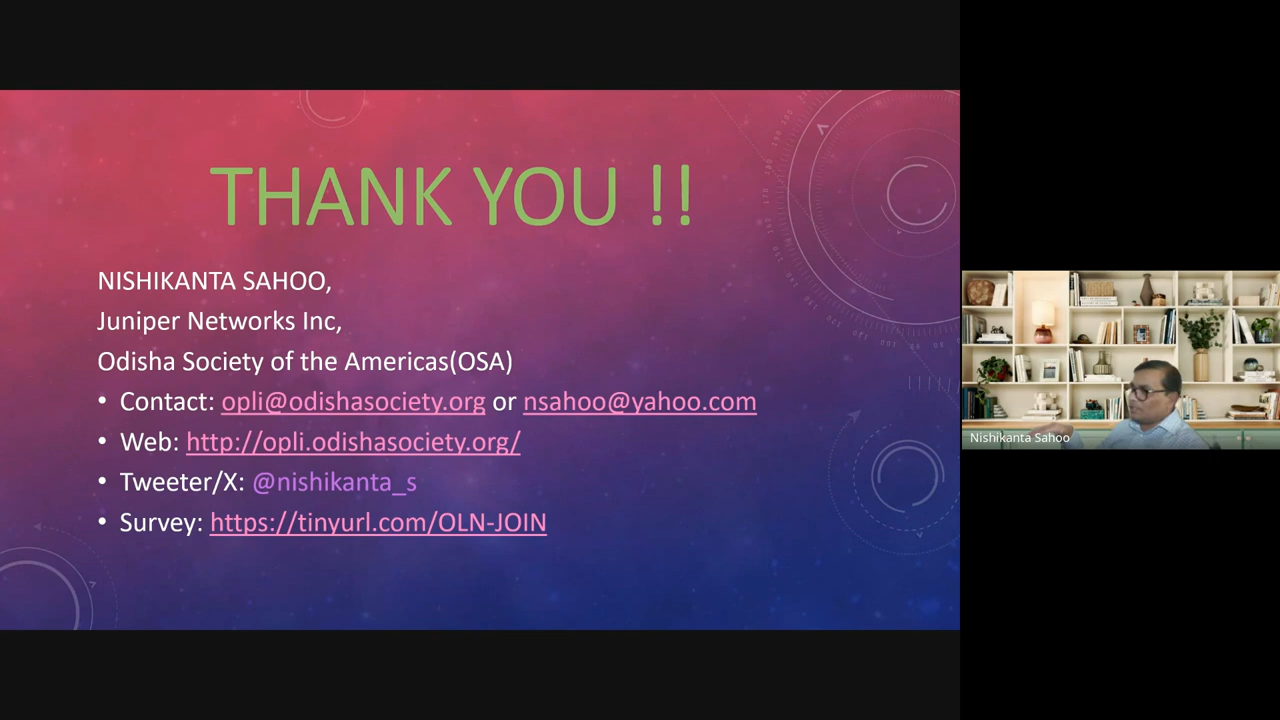 THANK YOU !!
NISHIKANTA SAHOO,
Juniper Networks Inc,
Odisha Society of the Americas(OSA)
• Contact: opli@odishasociety.org or nsahoo@yahoo.com
• Web: http://opli.odishasociety.org/
• Tweeter/X: @nishikanta_s
• Survey: https://tinyurl.com/OLN-JOIN
Nishikanta Sahoo